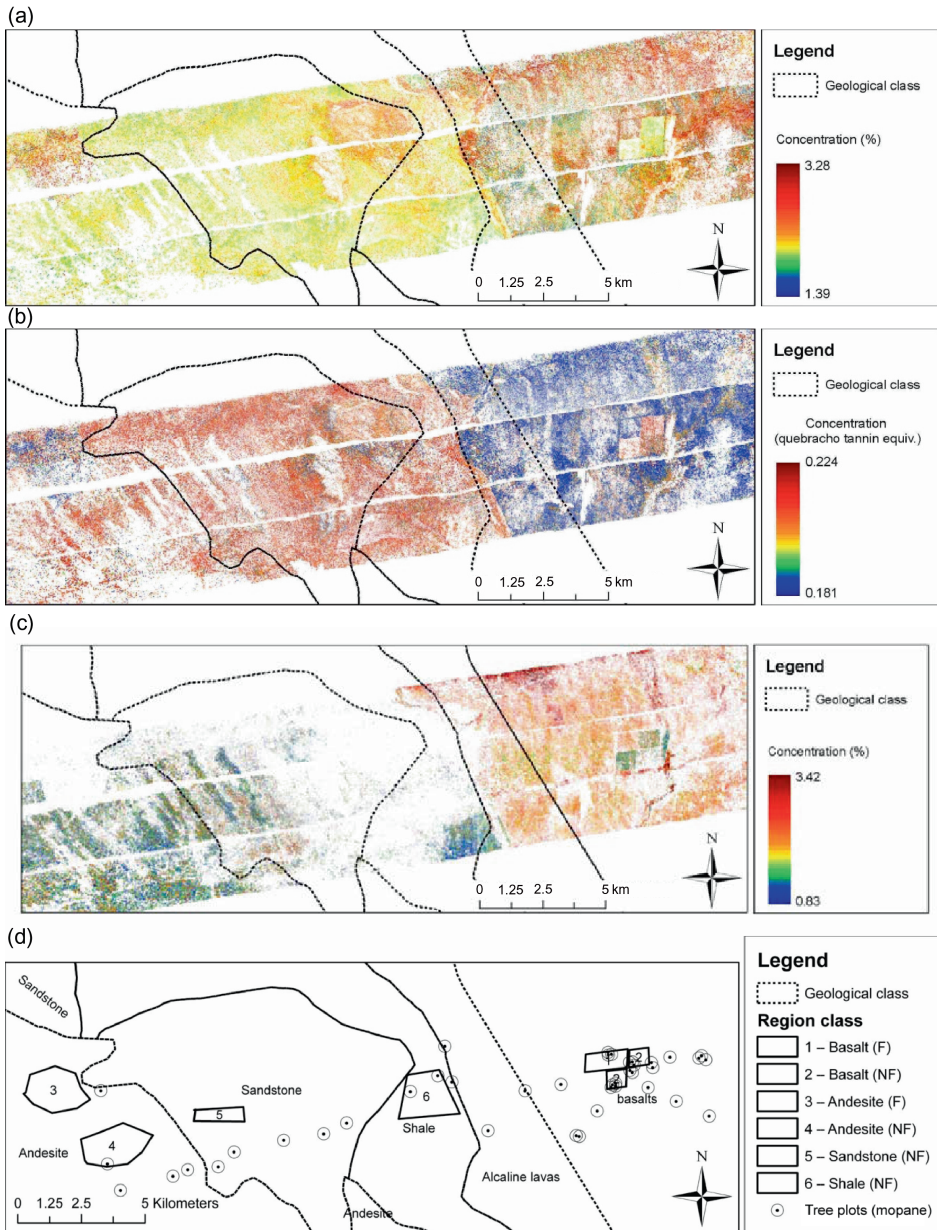 (a)
Legend
Geological class
Concentration (%)
3.28
1.39
N
0 1.25 2.5 5 km
(b)
Legend
Geological class
Concentration
(quebracho tannin equiv.)
0.224
0.181
N
0 1.25 2.5 5 km
(c)
Legend
Geological class
Concentration (%)
3.42
0.83
N
0 1.25 2.5 5 km
(d)
Sandstone
3
Andesite
4
Sandstone
5
6
Shale
Andesite
Alcaline lavas
1
2
2
basalts
N
0 1.25 2.5 5 Kilometers
Legend
Geological class
Region class
1 – Basalt (F)
2 – Basalt (NF)
3 – Andesite (F)
4 – Andesite (NF)
5 – Sandstone (NF)
6 – Shale (NF)
Tree plots (mopane)